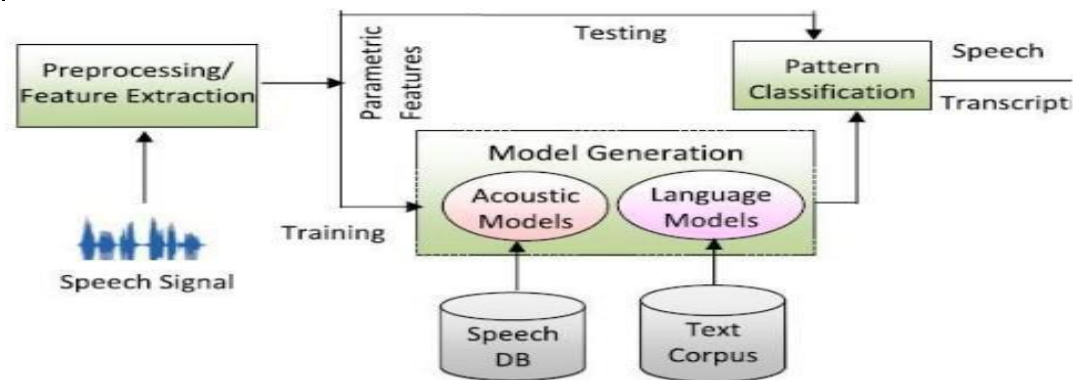 Preprocessing/
Feature Extraction
Speech Signal
Parametric
Features
Testing
Training
Model Generation
Acoustic
Models
Language
Models
Speech
DB
Text
Corpus
Pattern
Classification
Speech
Transcripti